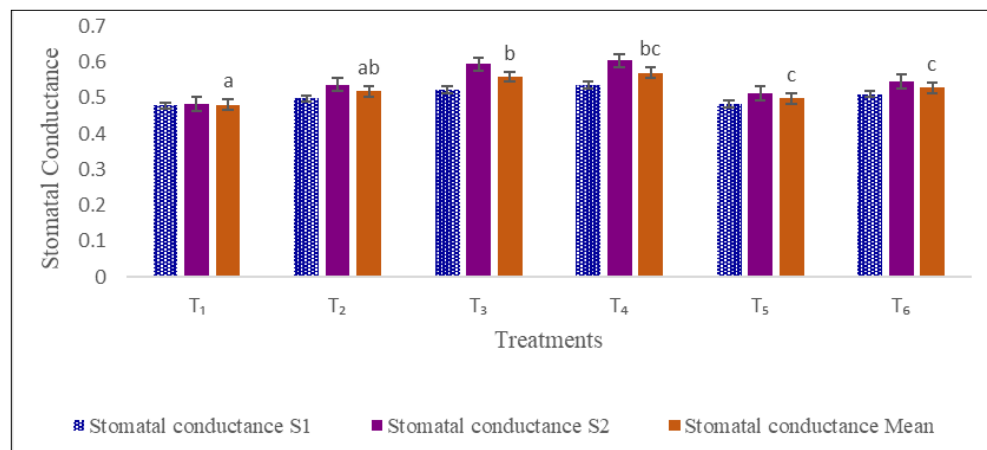 Stomatal Conductance
0.7
0.6
0.5
0.4
0.3
0.2
0.1
0
a
ab
b
bc
c
c
T₁
T₂
T₃
T₄
T₅
T₆
Treatments
Stomatal conductance S1
Stomatal conductance S2
Stomatal conductance Mean